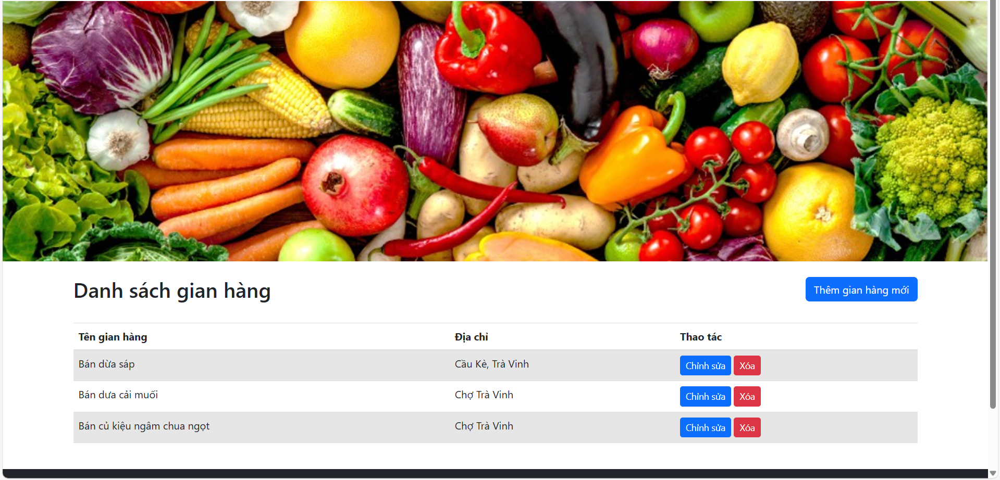 Danh sách gian hàng
Thêm gian hàng mới
Tên gian hàng Địa chỉ Thao tác
Bán dừa sáp Cầu Kè, Trà Vinh Chỉnh sửa Xóa
Bán dưa cải muối Chợ Trà Vinh Chỉnh sửa Xóa
Bán củ kiệu ngâm chua ngọt Chợ Trà Vinh Chỉnh sửa Xóa